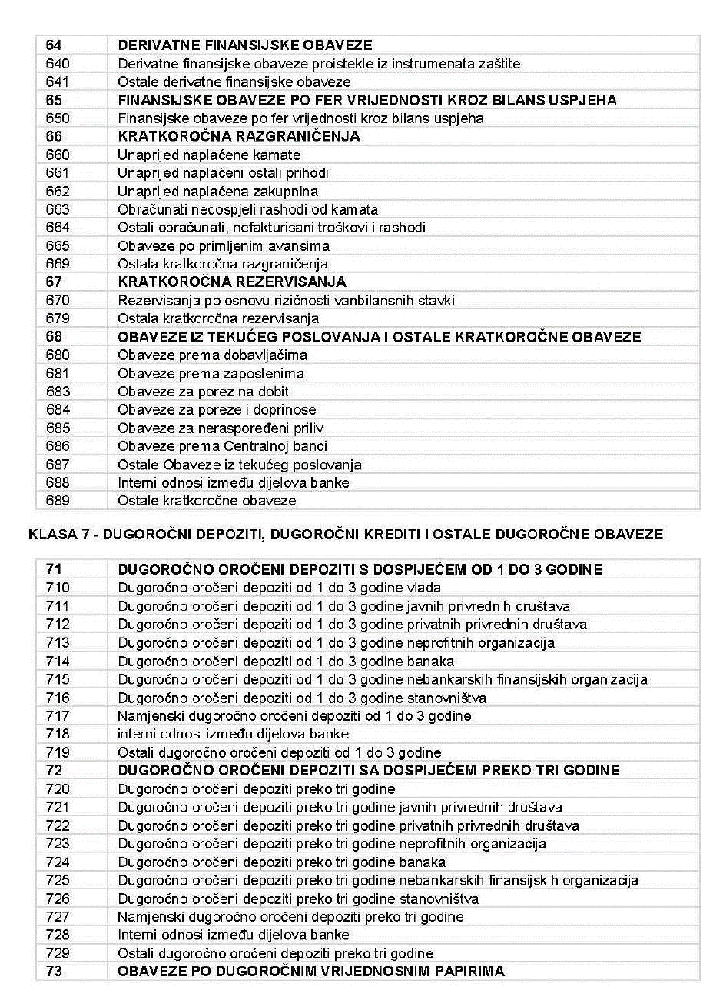 64 DERIVATNE FINANSIJSKE OBAVEZE
640 Derivatne finansijske obaveze proistekle iz instrumenata zaštite
641 Ostale derivatne finansijske obaveze
65 FINANSIJSKE OBAVEZE PO FER VRIJEDNOSTI KROZ BILANS USPJEHA
650 Finansijske obaveze po fer vrijednosti kroz bilans uspjeha
66 KRATKOROČNA RAZGRANIČENJA
660 Unaprijed naplaćene kamate
661 Unaprijed naplaćeni ostali prihodi
662 Unaprijed naplaćena zakupnina
663 Obračunati nedospjeli rashodi od kamata
664 Ostali obračunati, nefakturisani troškovi i rashodi
665 Obaveze po primljenim avansima
669 Ostala kratkoročna razgraničenja
67 KRATKOROČNA REZERVISANJA
670 Rezervisanja po osnovu rizičnosti vanbilansnih stavki
679 Ostala kratkoročna rezervisanja
68 OBAVEZE IZ TEKUĆEG POSLOVANJA I OSTALE KRATKOROČNE OBAVEZE
680 Obaveze prema dobavljačima
681 Obaveze prema zaposlenima
683 Obaveze za porez na dobit
684 Obaveze za poreze i doprinose
685 Obaveze za neraspoređeni priliv
686 Obaveze prema Centralnoj banci
687 Ostale Obaveze iz tekućeg poslovanja
688 Interni odnosi između dijelova banke
689 Ostale kratkoročne obaveze
KLASA 7 - DUGOROČNI DEPOZITI, DUGOROČNI KREDITI I OSTALE DUGOROČNE OBAVEZE
71 DUGOROČNO OROČENI DEPOZITI S DOSPIJEĆEM OD 1 DO 3 GODINE
710 Dugoročno oročeni depoziti od 1 do 3 godine vlada
711 Dugoročno oročeni depoziti od 1 do 3 godine javnih privrednih društava
712 Dugoročno oročeni depoziti od 1 do 3 godine privatnih privrednih društava
713 Dugoročno oročeni depoziti od 1 do 3 godine neprofitnih organizacija
714 Dugoročno oročeni depoziti od 1 do 3 godine banaka
715 Dugoročno oročeni depoziti od 1 do 3 godine nebankarskih finansijskih organizacija
716 Dugoročno oročeni depoziti od 1 do 3 godine stanovništva
717 Namjenski dugoročno oročeni depoziti od 1 do 3 godine
718 interni odnosi između dijelova banke
719 Ostali dugoročno oročeni depoziti od 1 do 3 godine
72 DUGOROČNO OROČENI DEPOZITI SA DOSPIJEĆEM PREKO TRI GODINE
720 Dugoročno oročeni depoziti preko tri godine
721 Dugoročno oročeni depoziti preko tri godine javnih privrednih društava
722 Dugoročno oročeni depoziti preko tri godine privatnih privrednih društava
723 Dugoročno oročeni depoziti preko tri godine neprofitnih organizacija
724 Dugoročno oročeni depoziti preko tri godine banaka
725 Dugoročno oročeni depoziti preko tri godine nebankarskih finansijskih organizacija
726 Dugoročno oročeni depoziti preko tri godine stanovništva
727 Namjenski dugoročno oročeni depoziti preko tri godine
728 Interni odnosi između dijelova banke
729 Ostali dugoročno oročeni depoziti preko tri godine
73 OBAVEZE PO DUGOROČNIM VRIJEDNOSNIM PAPIRIMA